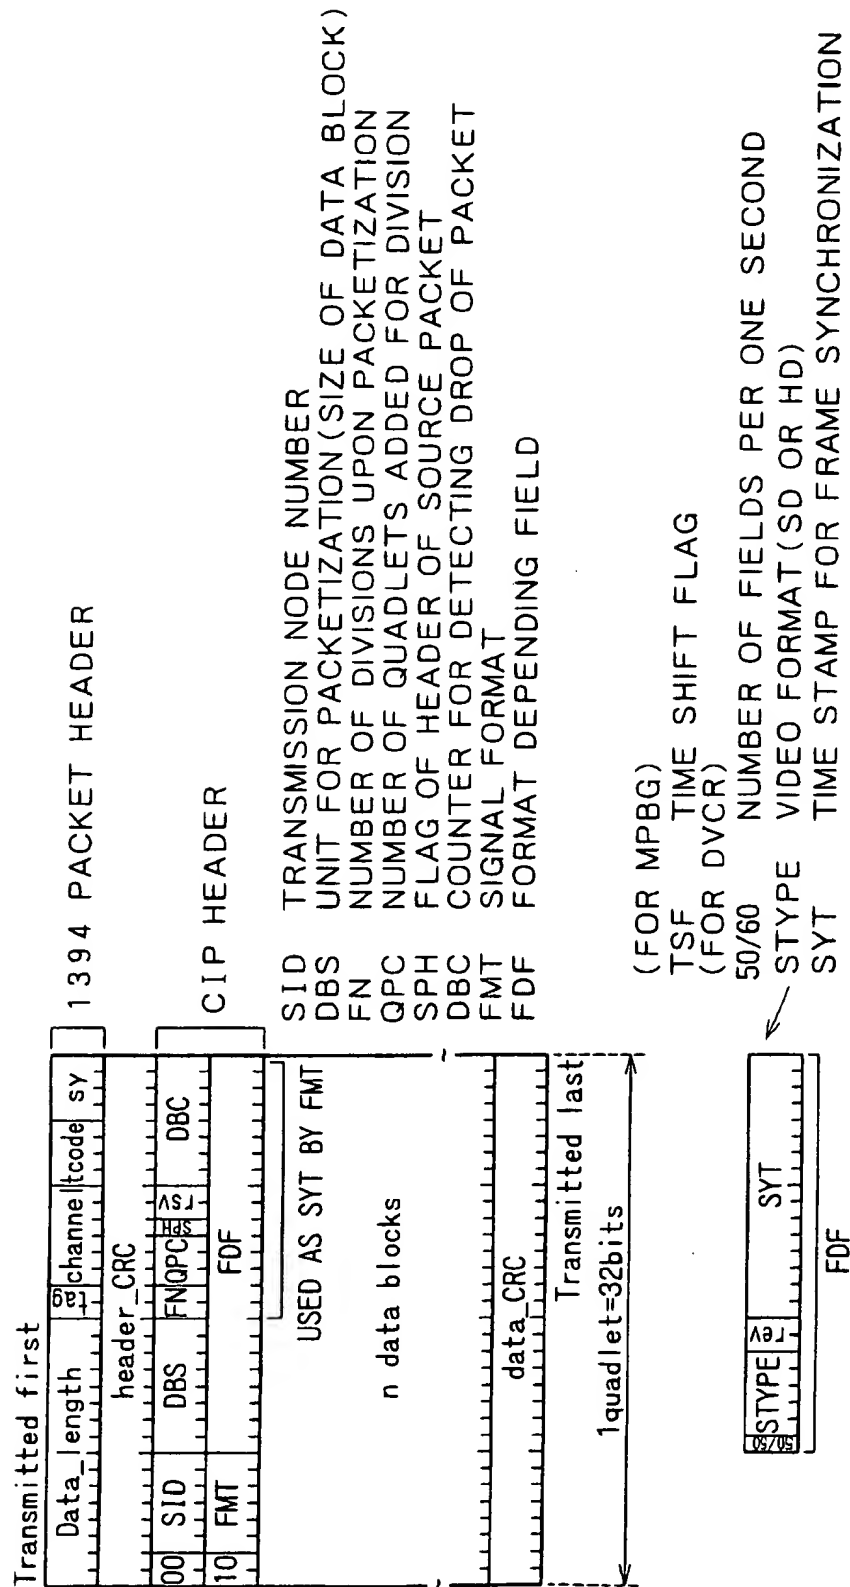 Transmitted first
Data_length tag channel tcode sy
1394 PACKET HEADER
header_CRC
00 SID DBS FN QPC SPH rsv DBC
CIP HEADER
10 FMT FDF
USED AS SYT BY FMT
SID TRANSMISSION NODE NUMBER
DBS UNIT FOR PACKETIZATION(SIZE OF DATA BLOCK)
FN NUMBER OF DIVISIONS UPON PACKETIZATION
QPC NUMBER OF QUADLETS ADDED FOR DIVISION
SPH FLAG OF HEADER OF SOURCE PACKET
DBC COUNTER FOR DETECTING DROP OF PACKET
FMT SIGNAL FORMAT
FDF FORMAT DEPENDING FIELD
n data blocks
data_CRC
Transmitted last
1quadlet=32bits
(FOR MPBG)
TSF TIME SHIFT FLAG
(FOR DVCR)
50/60 NUMBER OF FIELDS PER ONE SECOND
STYPE VIDEO FORMAT(SD OR HD)
SYT TIME STAMP FOR FRAME SYNCHRONIZATION
50/50 STYPE rev SYT
FDF